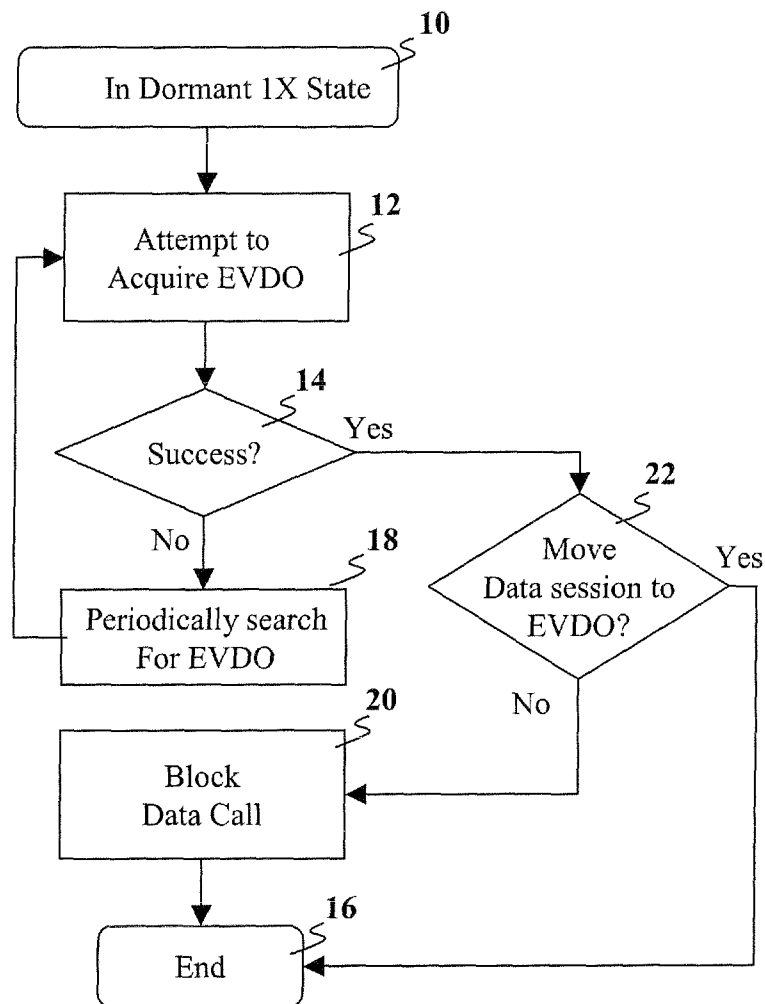 10
In Dormant 1X State
12
Attempt to
Acquire EVDO
14
Success?
Yes
No
22
Move
Data session to
EVDO?
Yes
No
18
Periodically search
For EVDO
20
Block
Data Call
16
End